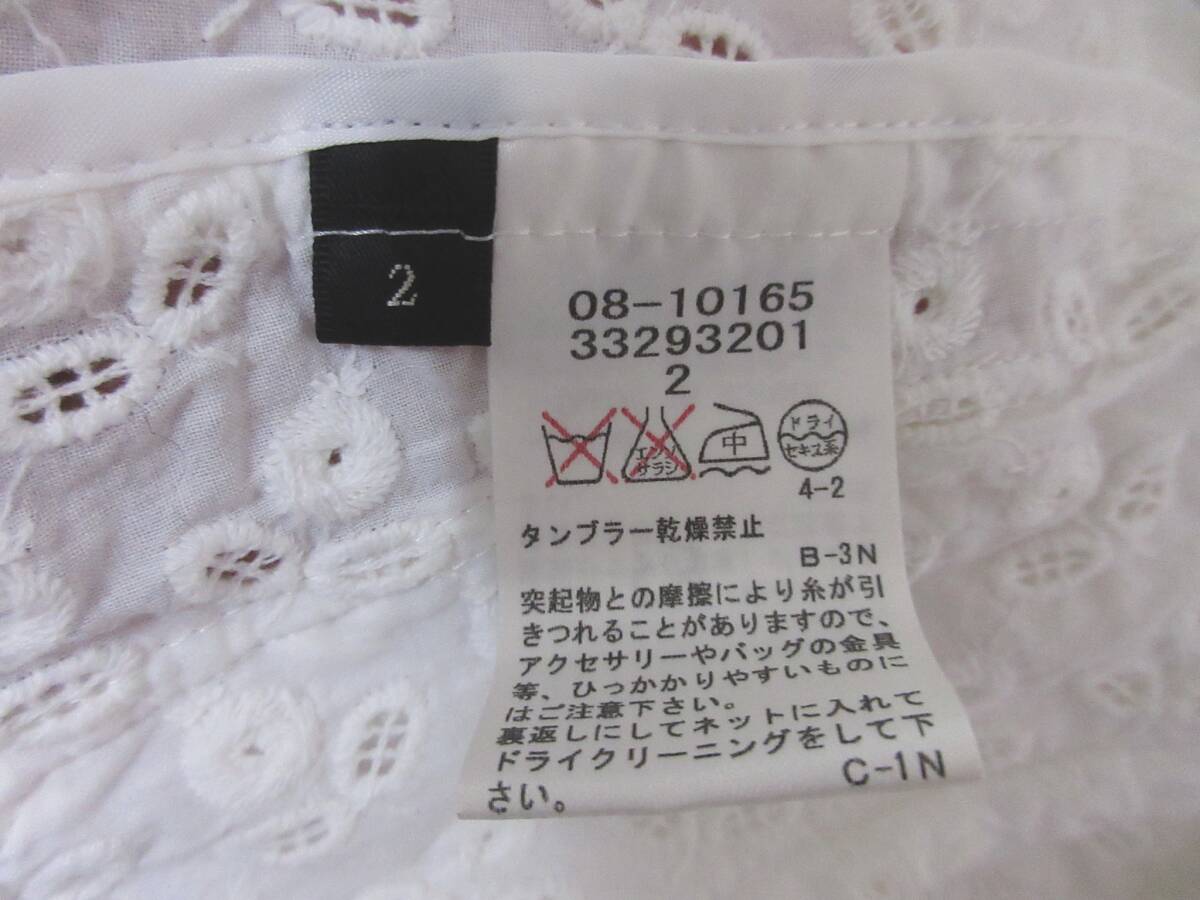 2
08-10165
33293201
2
エンソ
サラシ
中
ドライ
セキユ系
4-2
タンブラー乾燥禁止
B-3N
突起物との摩擦により糸が引
きつれることがありますので、
アクセサリーやバッグの金具
等、ひっかかりやすいものに
はご注意下さい。
裏返しにしてネットに入れて
ドライクリーニングをして下
さい。
C-1N